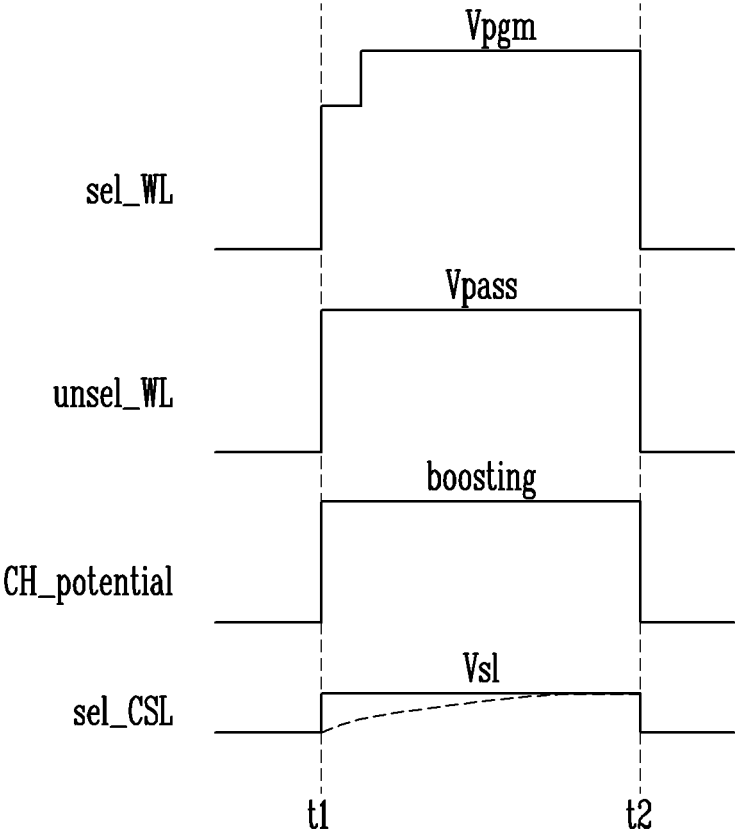 Vpgm
sel_WL
Vpass
unsel_WL
boosting
CH_potential
Vsl
sel_CSL
t1 t2